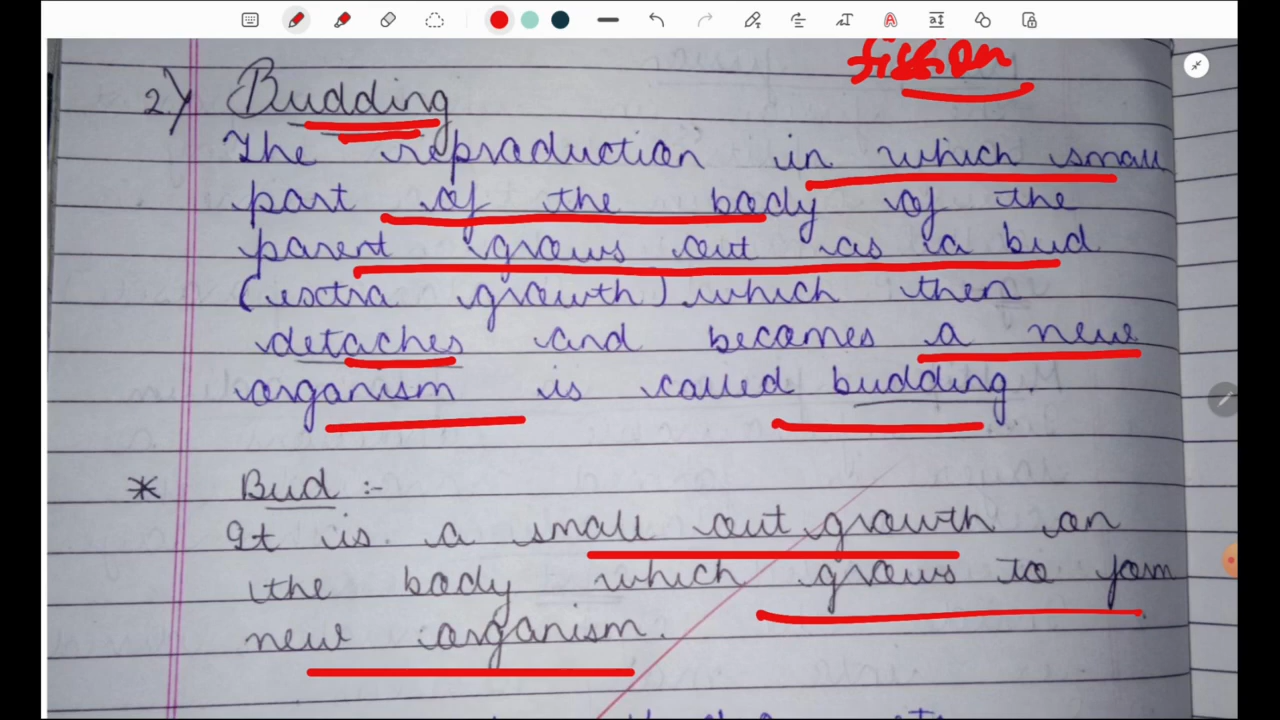 fission
2.) Budding
The reproduction in which small
part of the body of the
parent grows out as a bud
(extra growth) which then
detaches and becomes a new
organism is called budding.
* Bud :-
It is a small out growth on
the body which grows to form
new organism.